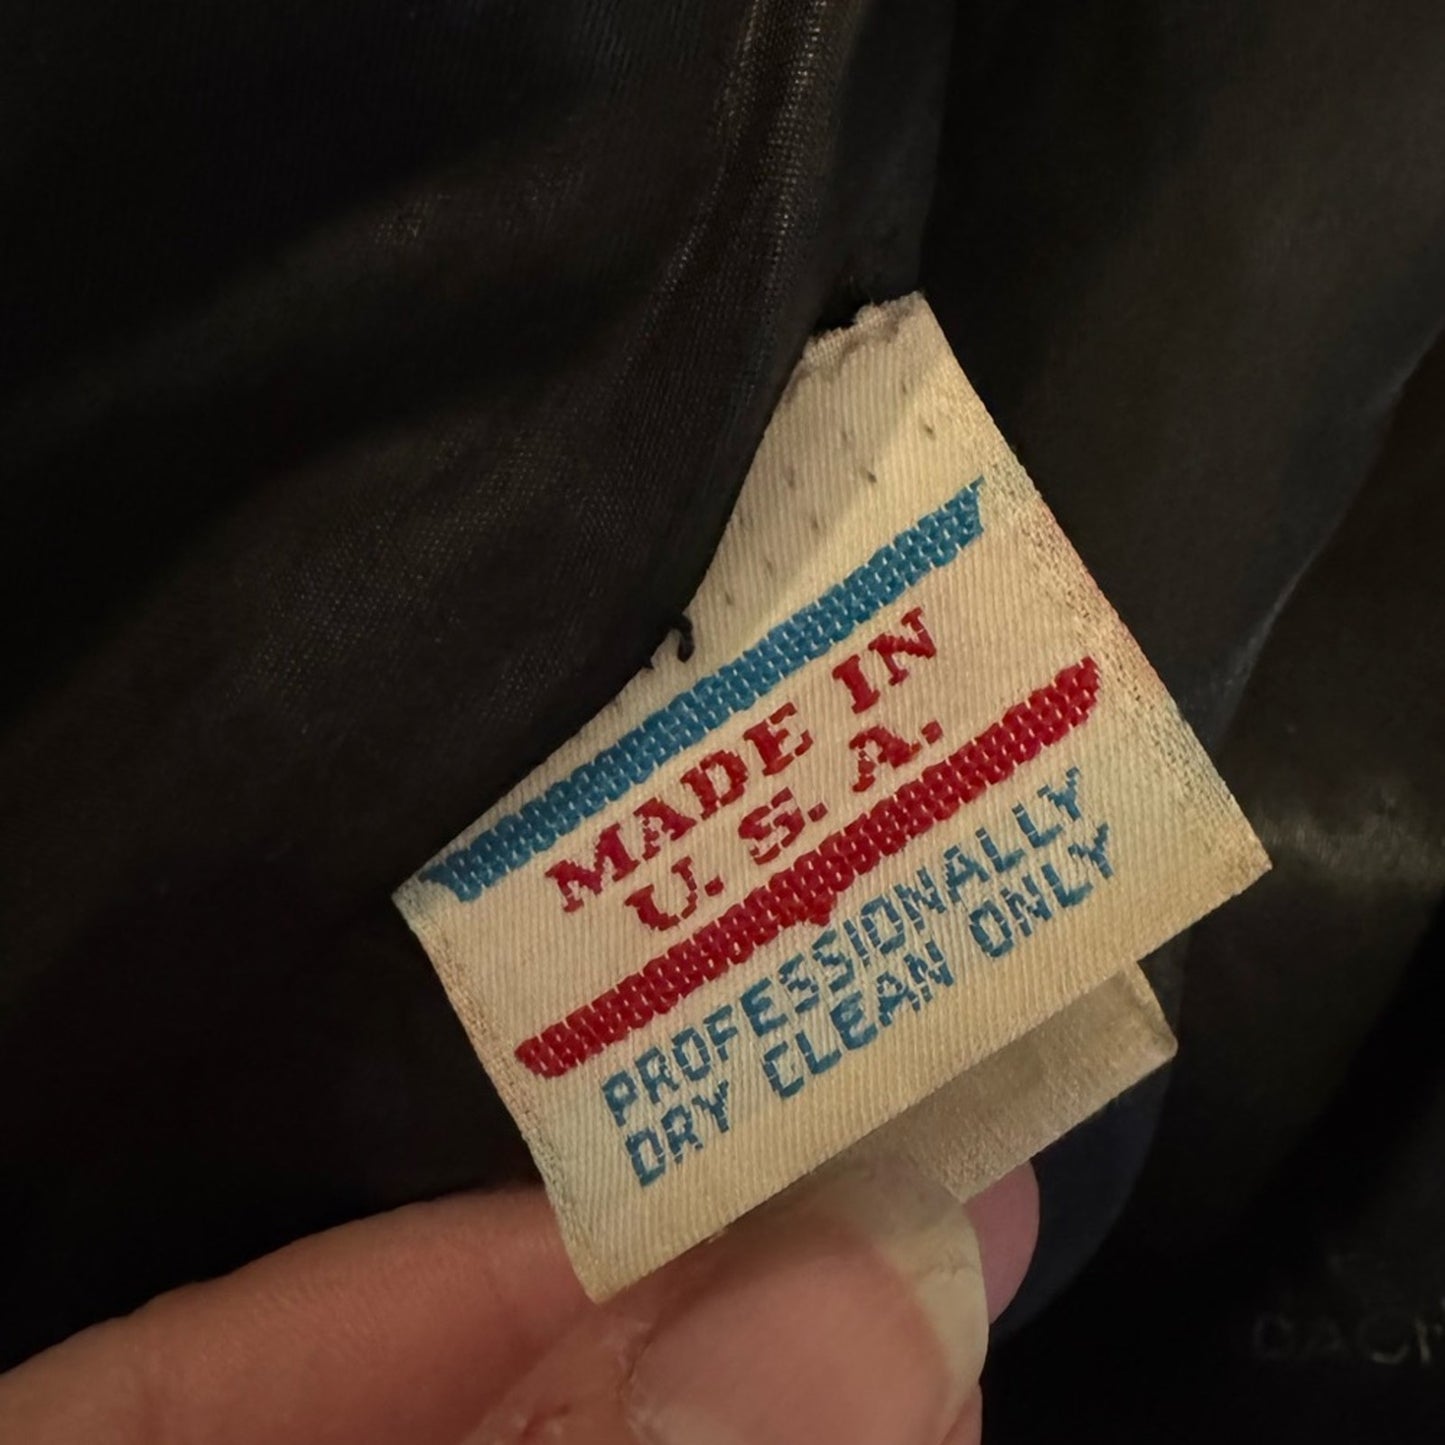 MADE IN
U. S. A.
PROFESSIONALLY
DRY CLEAN ONLY